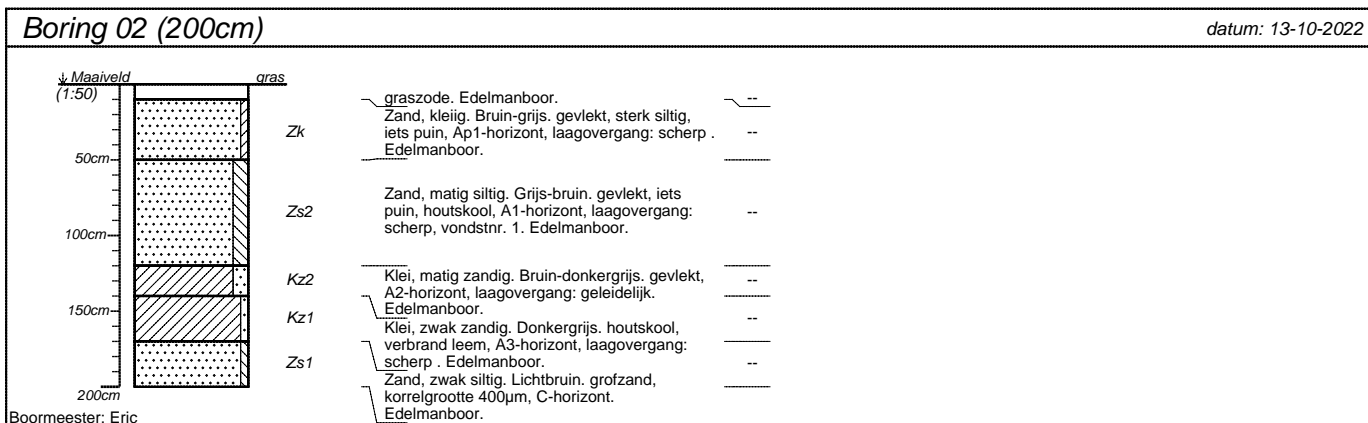 Boring 02 (200cm)
datum: 13-10-2022
Maaiveld
gras
(1:50)
graszode. Edelmanboor.
--
Zk
Zand, kleiig. Bruin-grijs. gevlekt, sterk siltig,
iets puin, Ap1-horizont, laagovergang: scherp .
Edelmanboor.
--
50cm
Zs2
Zand, matig siltig. Grijs-bruin. gevlekt, iets
puin, houtskool, A1-horizont, laagovergang:
scherp, vondstnr. 1. Edelmanboor.
--
100cm
Kz2
Klei, matig zandig. Bruin-donkergrijs. gevlekt,
A2-horizont, laagovergang: geleidelijk.
Edelmanboor.
--
150cm
Kz1
Klei, zwak zandig. Donkergrijs. houtskool,
verbrand leem, A3-horizont, laagovergang:
scherp . Edelmanboor.
--
Zs1
Zand, zwak siltig. Lichtbruin. grofzand,
korrelgrootte 400µm, C-horizont.
Edelmanboor.
--
200cm
Boormeester: Eric